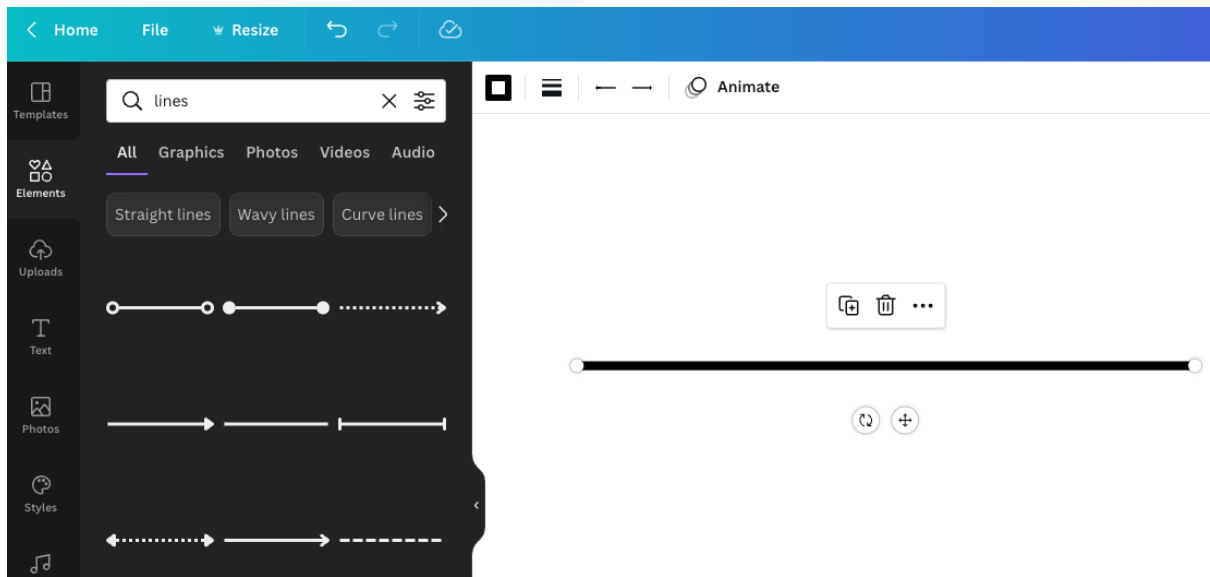 Home File Resize
Templates
Elements
Uploads
Text
Photos
Styles
lines
All Graphics Photos Videos Audio
Straight lines Wavy lines Curve lines
Animate